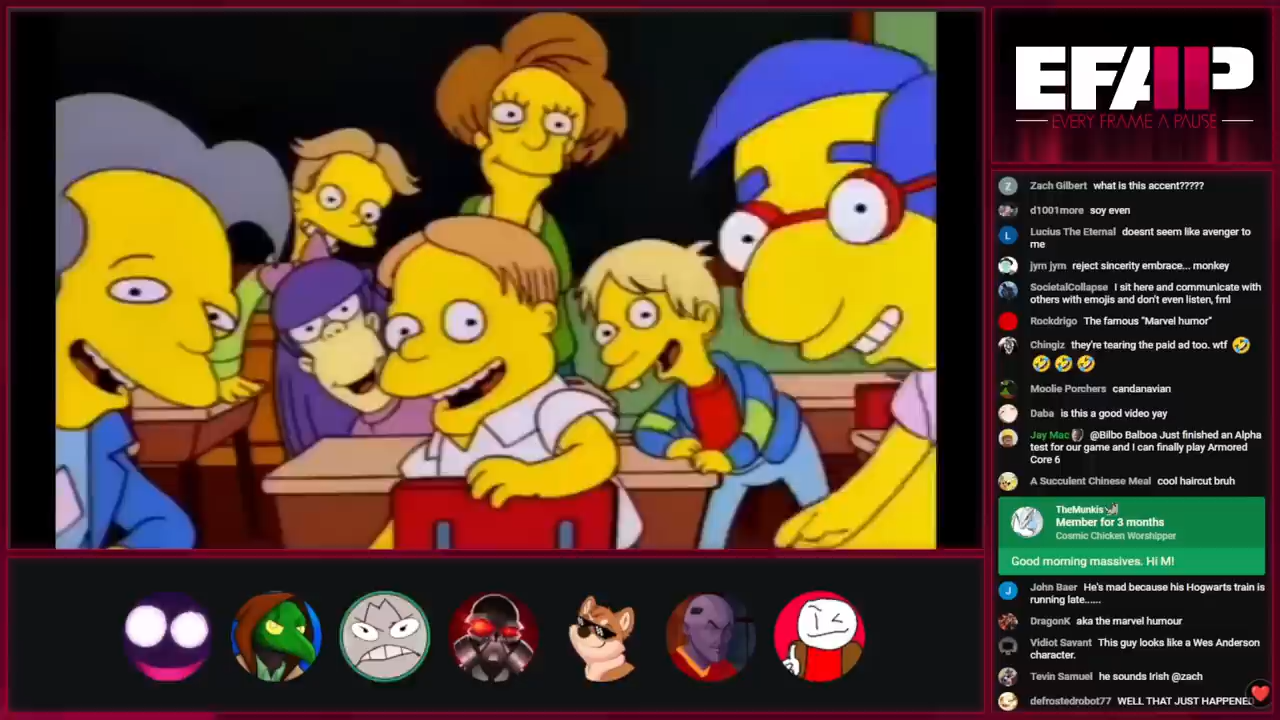 EFAP
EVERY FRAME A PAUSE
Zach Gilbert what is this accent?????
d1001more soy even
Lucius The Eternal doesnt seem like avenger to
me
jym jym reject sincerity embrace... monkey
SocietalCollapse I sit here and communicate with
others with emojis and don't even listen, fml
Rockdrigo The famous "Marvel humor"
Chingiz they're tearing the paid ad too. wtf 🤣
🤣 🤣 🤣
Moolie Porchers candanavian
Daba is this a good video yay
Jay Mac @Bilbo Balboa Just finished an Alpha
test for our game and I can finally play Armored
Core 6
A Succulent Chinese Meal cool haircut bruh
TheMunkis
Member for 3 months
Cosmic Chicken Worshipper
Good morning massives. Hi M!
John Baer He's mad because his Hogwarts train is
running late......
DragonK aka the marvel humour
Vidiot Savant This guy looks like a Wes Anderson
character.
Tevin Samuel he sounds Irish @zach
defrostedrobot77 WELL THAT JUST HAPPENED